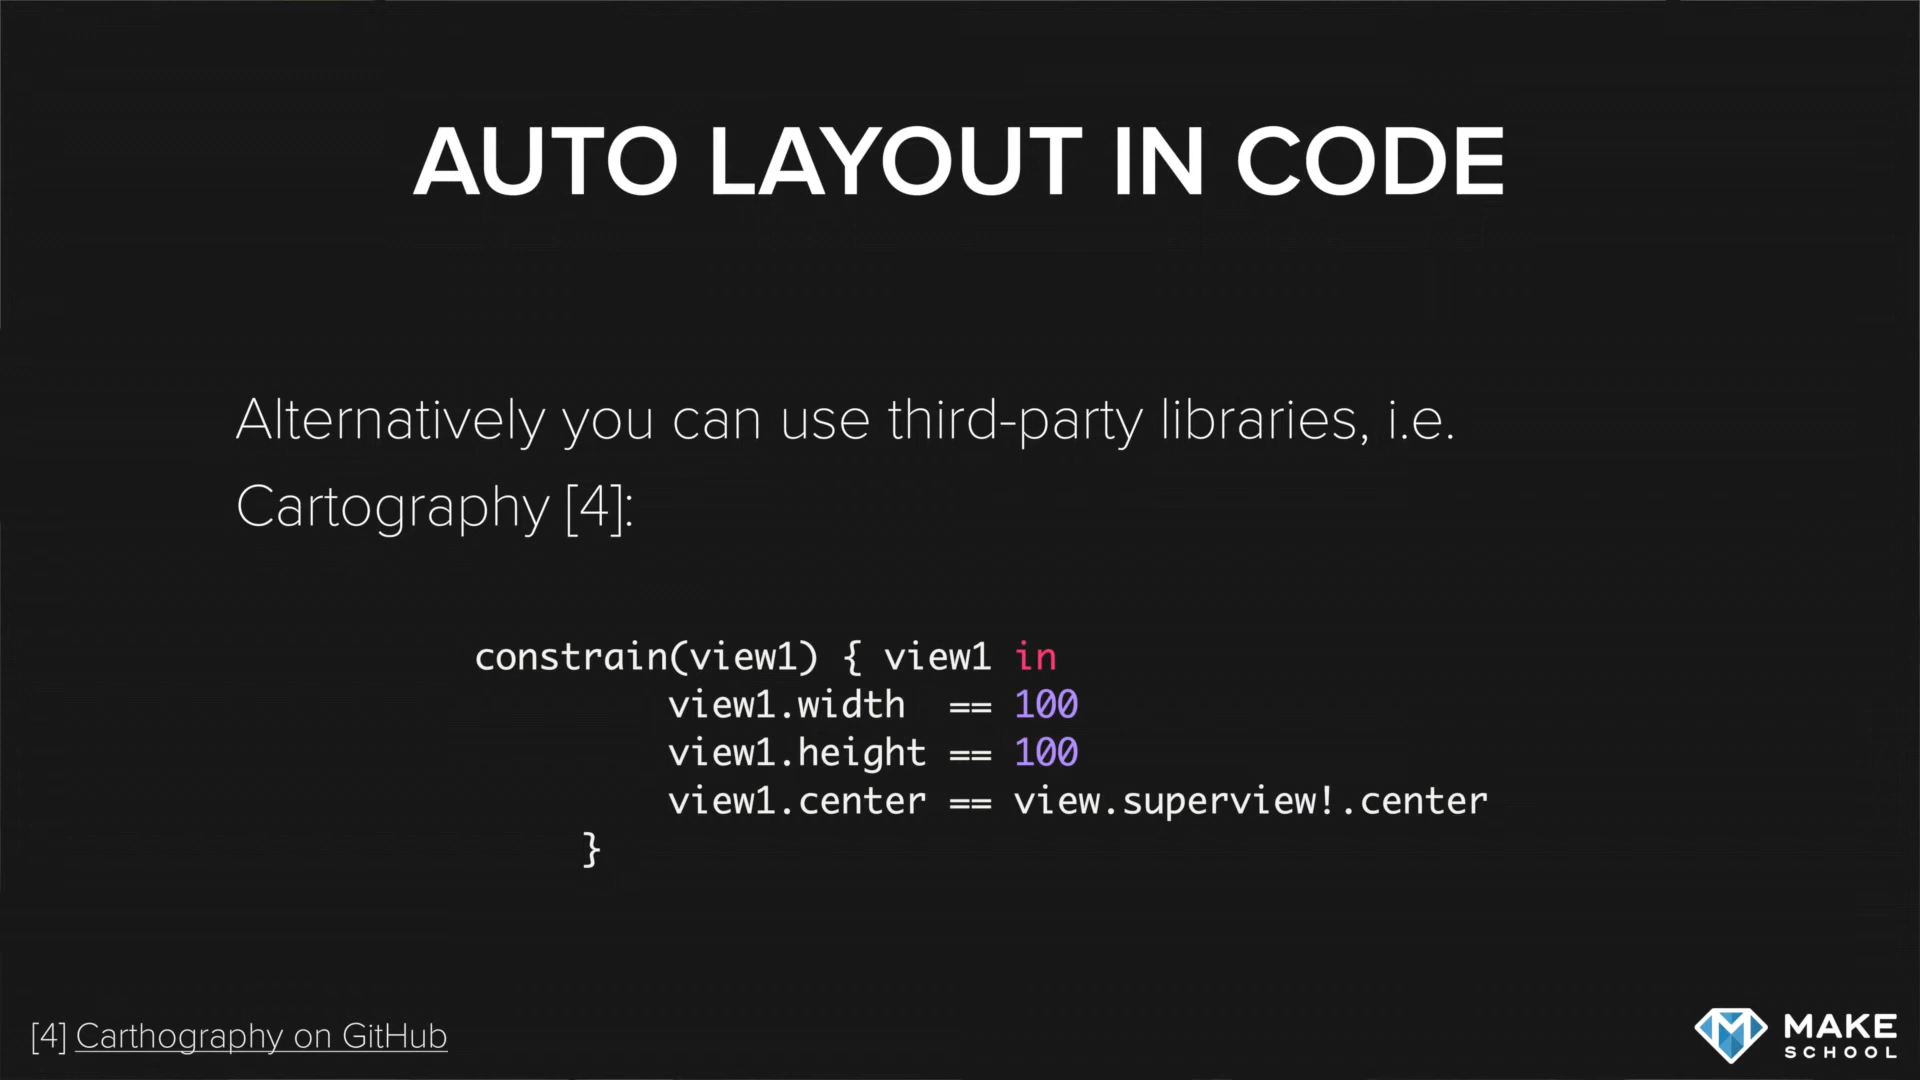 AUTO LAYOUT IN CODE
Alternatively you can use third-party libraries, i.e.
Cartography [4]:
constrain(view1) { view1 in
view1.width == 100
view1.height == 100
view1.center == view.superview!.center
}
[4] Carthography on GitHub
MAKE
SCHOOL